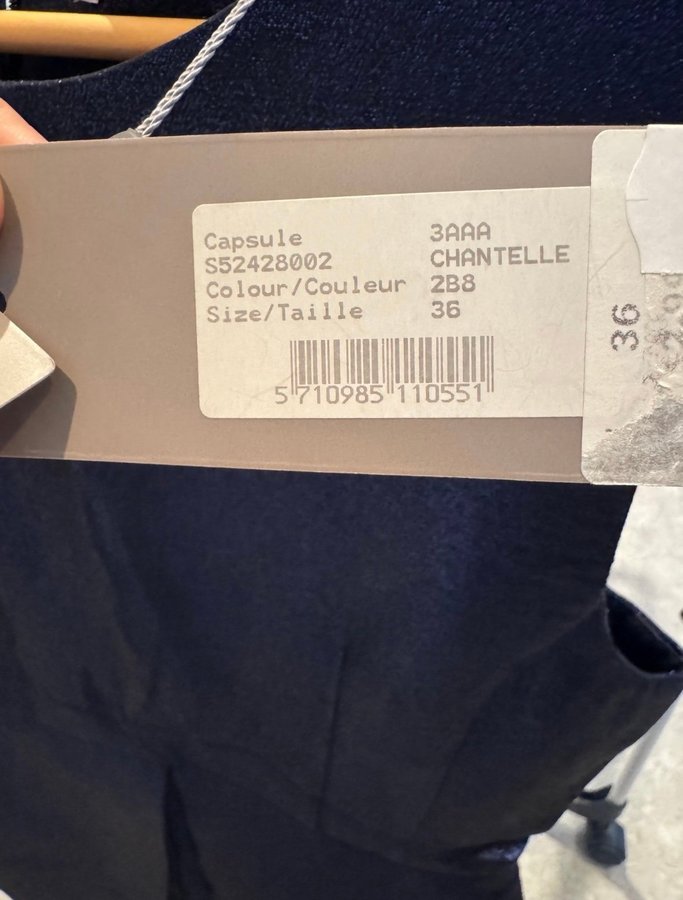 Capsule 3AAA
S52428002 CHANTELLE
Colour/Couleur 2B8
Size/Taille 36
5 710985 110551
36